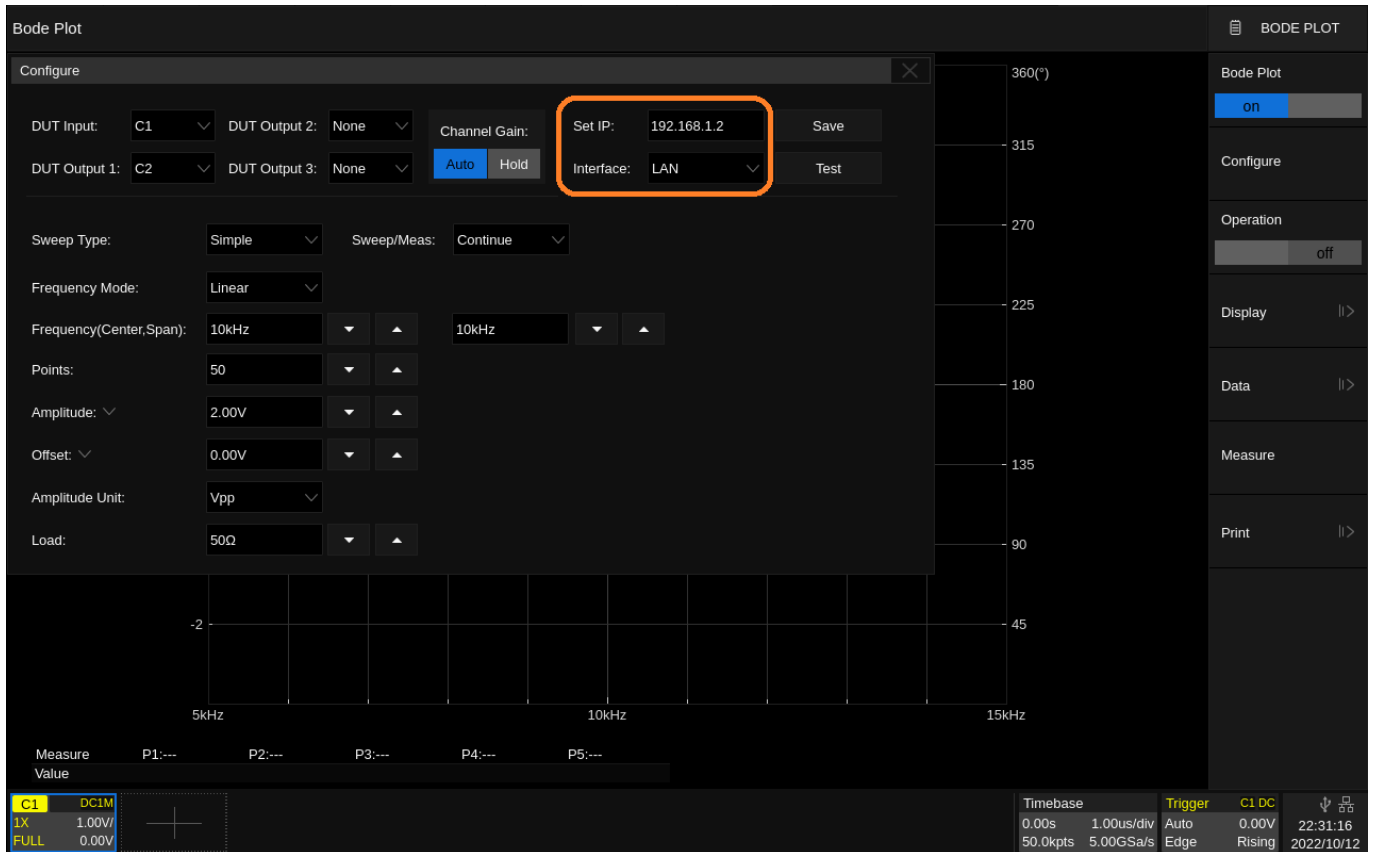 Bode Plot
BODE PLOT
Configure
DUT Input: C1 DUT Output 2: None Channel Gain: Set IP: 192.168.1.2 Save
DUT Output 1: C2 DUT Output 3: None Auto Hold Interface: LAN Test
Sweep Type: Simple Sweep/Meas: Continue
Frequency Mode: Linear
Frequency(Center,Span): 10kHz 10kHz
Points: 50
Amplitude: 2.00V
Offset: 0.00V
Amplitude Unit: Vpp
Load: 50Ω
360(°)
315
270
225
180
135
90
-2 45
5kHz 10kHz 15kHz
Measure P1:--- P2:--- P3:--- P4:--- P5:---
Value
Bode Plot
on
Configure
Operation
off
Display
Data
Measure
Print
C1 DC1M
1X 1.00V/
FULL 0.00V
Timebase
0.00s 1.00us/div
50.0kpts 5.00GSa/s
Trigger C1 DC
Auto 0.00V
Edge Rising
22:31:16
2022/10/12